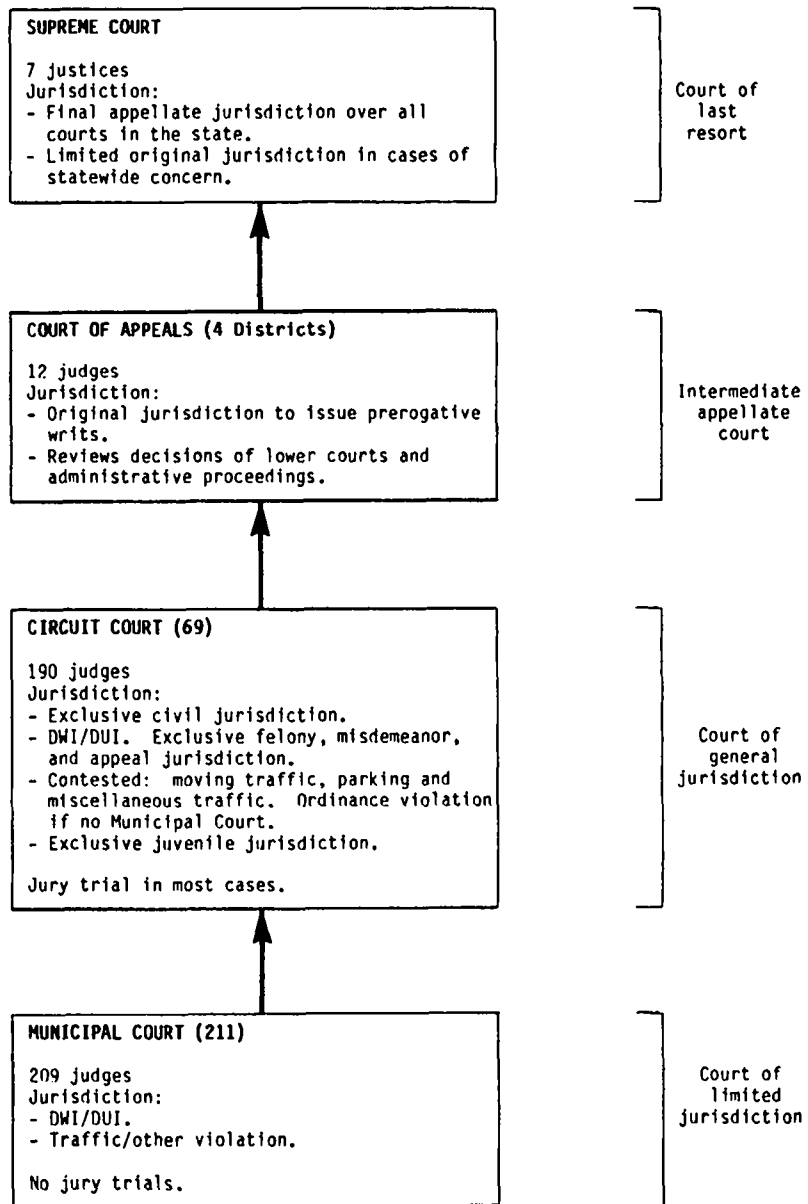 SUPREME COURT
7 justices
Jurisdiction:
- Final appellate jurisdiction over all
courts in the state.
- Limited original jurisdiction in cases of
statewide concern.
Court of
last
resort
COURT OF APPEALS (4 Districts)
12 judges
Jurisdiction:
- Original jurisdiction to issue prerogative
writs.
- Reviews decisions of lower courts and
administrative proceedings.
Intermediate
appellate
court
CIRCUIT COURT (69)
190 judges
Jurisdiction:
- Exclusive civil jurisdiction.
- DWI/DUI. Exclusive felony, misdemeanor,
and appeal jurisdiction.
- Contested: moving traffic, parking and
miscellaneous traffic. Ordinance violation
if no Municipal Court.
- Exclusive juvenile jurisdiction.
Jury trial in most cases.
Court of
general
jurisdiction
MUNICIPAL COURT (211)
209 judges
Jurisdiction:
- DWI/DUI.
- Traffic/other violation.
No jury trials.
Court of
limited
jurisdiction